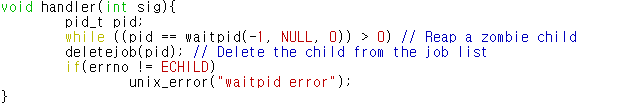 void handler(int sig){
        pid_t pid;
        while ((pid == waitpid(-1, NULL, 0)) > 0) // Reap a zombie child
        deletejob(pid); // Delete the child from the job list
        if(errno != ECHILD)
                unix_error("waitpid error");
}